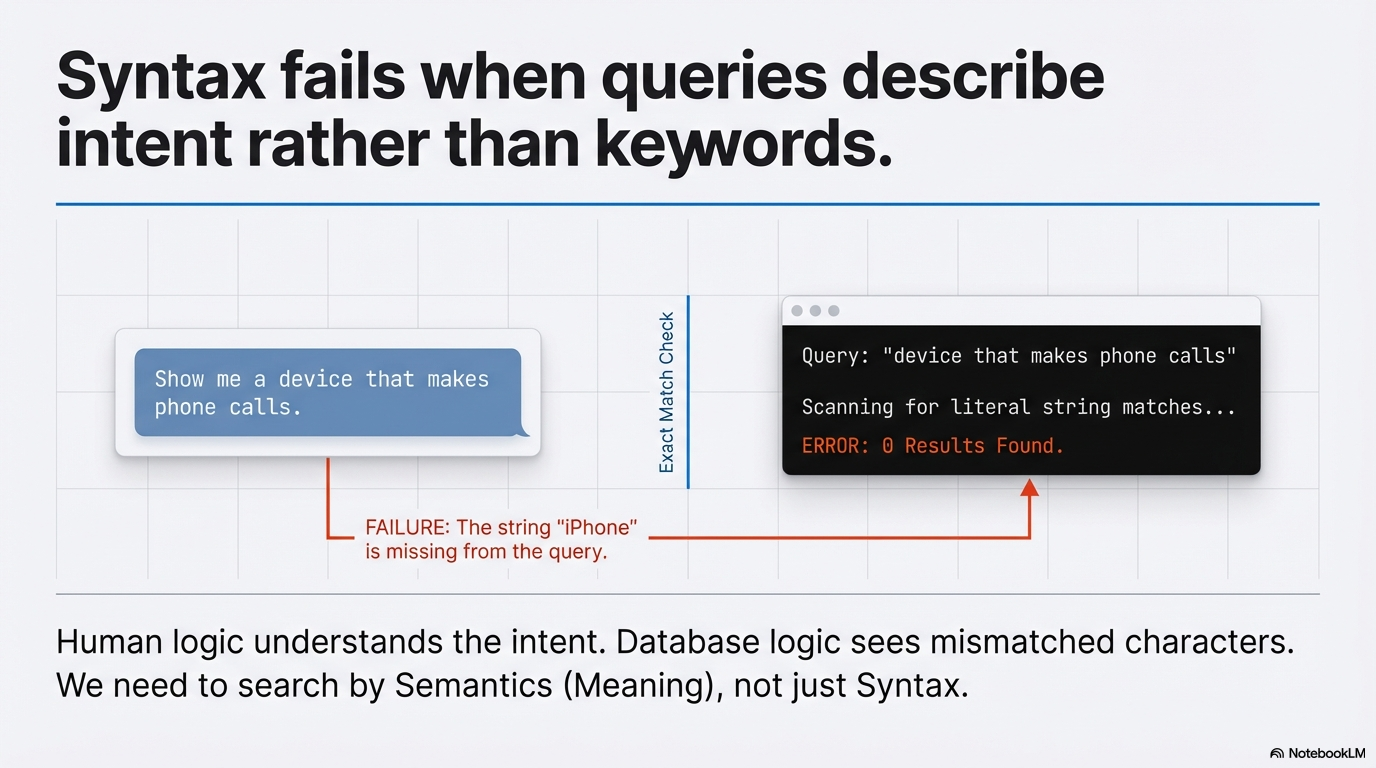 Syntax fails when queries describe
intent rather than keywords.
Show me a device that makes
phone calls.
Exact Match Check
Query: "device that makes phone calls"
Scanning for literal string matches...
ERROR: 0 Results Found.
FAILURE: The string "iPhone"
is missing from the query.
Human logic understands the intent. Database logic sees mismatched characters.
We need to search by Semantics (Meaning), not just Syntax.
NotebookLM